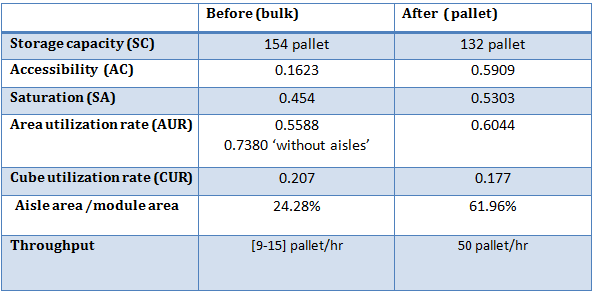 Before (bulk) After ( pallet)
Storage capacity (SC) 154 pallet 132 pallet
Accessibility (AC) 0.1623 0.5909
Saturation (SA) 0.454 0.5303
Area utilization rate (AUR) 0.5588 0.6044
0.7380 ‘without aisles’
Cube utilization rate (CUR) 0.207 0.177
Aisle area /module area 24.28% 61.96%
Throughput [9-15] pallet/hr 50 pallet/hr